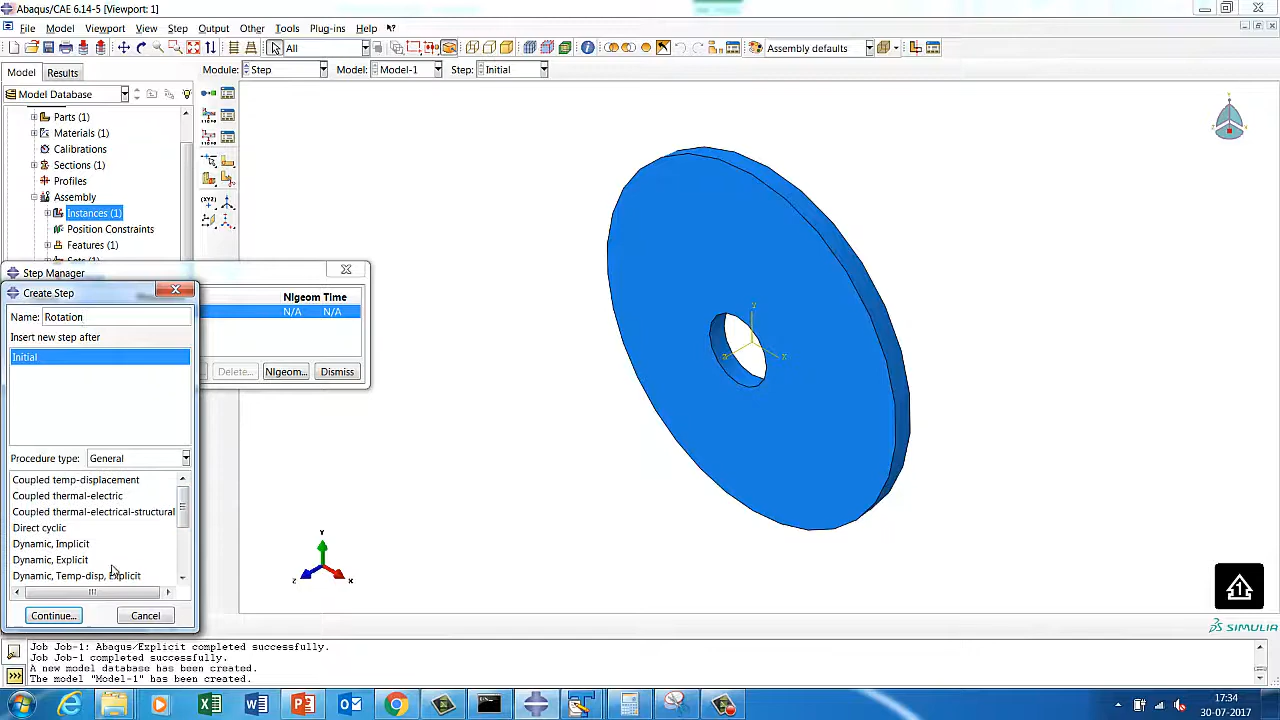 Abaqus/CAE 6.14-5 [Viewport: 1]
File Model Viewport View Step Output Other Tools Plug-ins Help
All
Assembly defaults
Model Results
Module: Step Model: Model-1 Step: Initial
Model Database
Parts (1)
Materials (1)
Calibrations
Sections (1)
Profiles
Assembly
Instances (1)
Position Constraints
Features (1)
Step Manager
Create Step
Nlgeom Time
N/A N/A
Delete... Nlgeom... Dismiss
Name: Rotation
Insert new step after
Initial
Procedure type: General
Coupled temp-displacement
Coupled thermal-electric
Coupled thermal-electrical-structural
Direct cyclic
Dynamic, Implicit
Dynamic, Explicit
Dynamic, Temp-disp, Explicit
Continue... Cancel
Y
Z
X
Y
Z
X
1
SIMULIA
Job Job-1: Abaqus/Explicit completed successfully.
Job Job-1 completed successfully.
A new model database has been created.
The model "Model-1" has been created.
17:34
30-07-2017